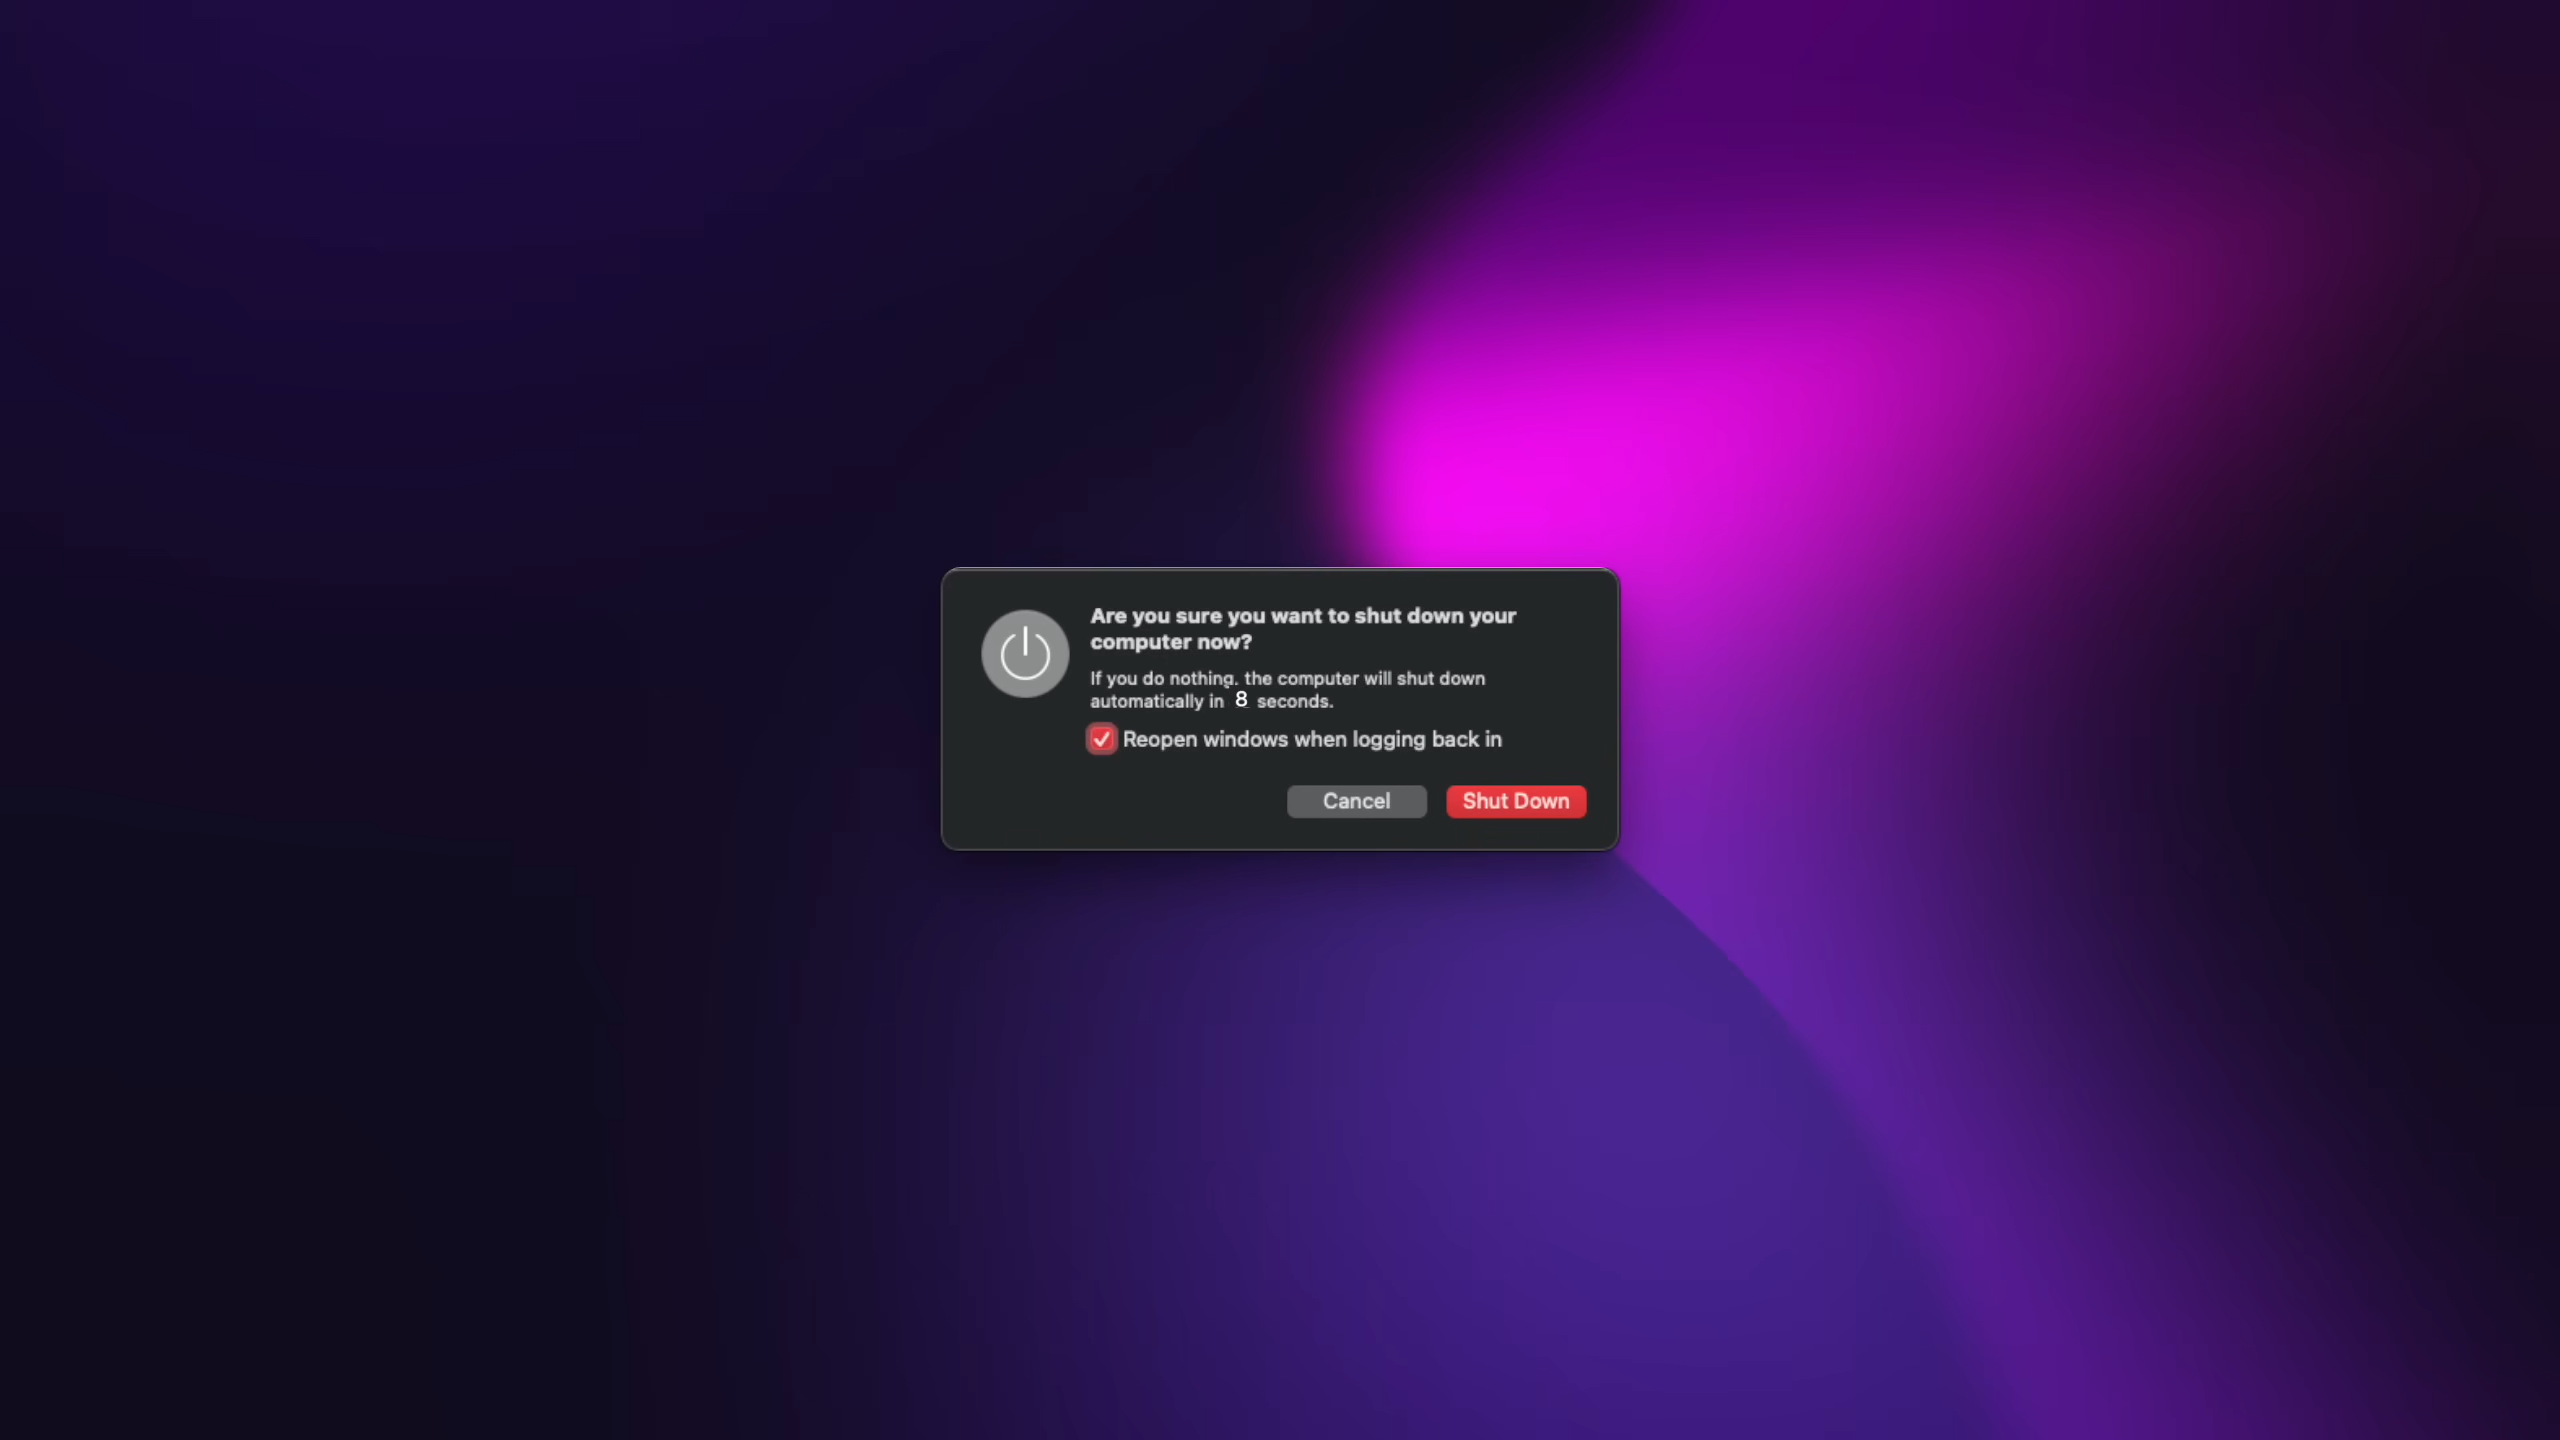 Are you sure you want to shut down your
computer now?
If you do nothing, the computer will shut down
automatically in 8 seconds.
Reopen windows when logging back in
Cancel
Shut Down